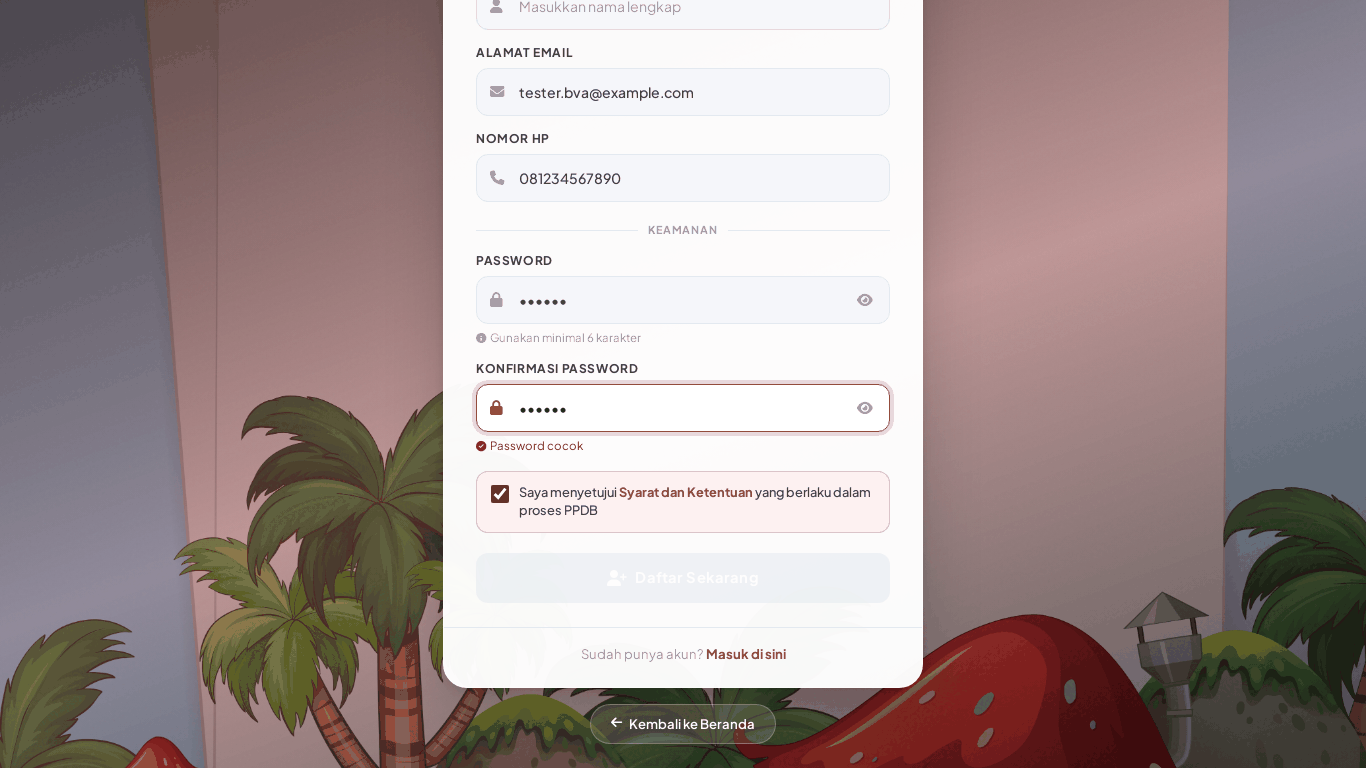 Masukkan nama lengkap
ALAMAT EMAIL
tester.bva@example.com
NOMOR HP
081234567890
KEAMANAN
PASSWORD
••••••
Gunakan minimal 6 karakter
KONFIRMASI PASSWORD
••••••
Password cocok
Saya menyetujui Syarat dan Ketentuan yang berlaku dalam
proses PPDB
Daftar Sekarang
Sudah punya akun? Masuk di sini
Kembali ke Beranda